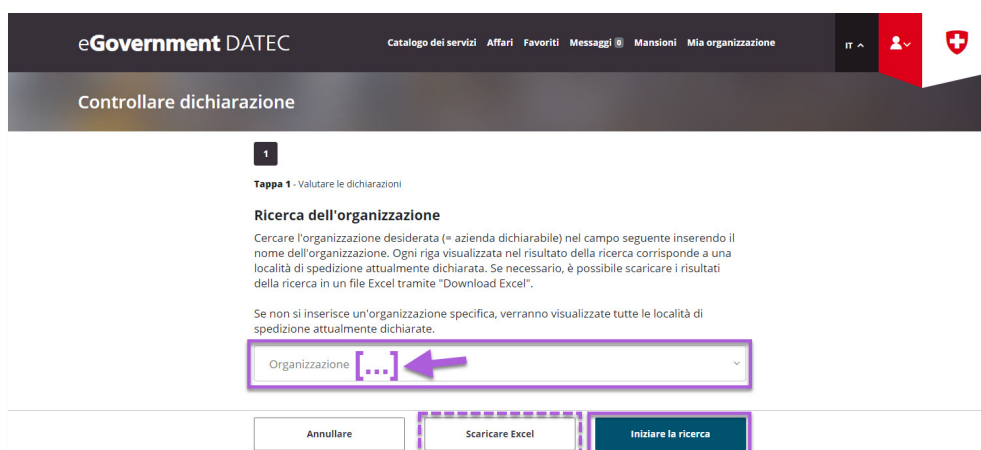 eGovernment DATEC
Catalogo dei servizi Affari Favoriti Messaggi 0 Mansioni Mia organizzazione
IT
Controllare dichiarazione
1
Tappa 1 - Valutare le dichiarazioni
Ricerca dell'organizzazione
Cercare l'organizzazione desiderata (= azienda dichiarabile) nel campo seguente inserendo il
nome dell'organizzazione. Ogni riga visualizzata nel risultato della ricerca corrisponde a una
località di spedizione attualmente dichiarata. Se necessario, è possibile scaricare i risultati
della ricerca in un file Excel tramite "Download Excel".
Se non si inserisce un'organizzazione specifica, verranno visualizzate tutte le località di
spedizione attualmente dichiarate.
Organizzazione [...]
Annullare
Scaricare Excel
Iniziare la ricerca